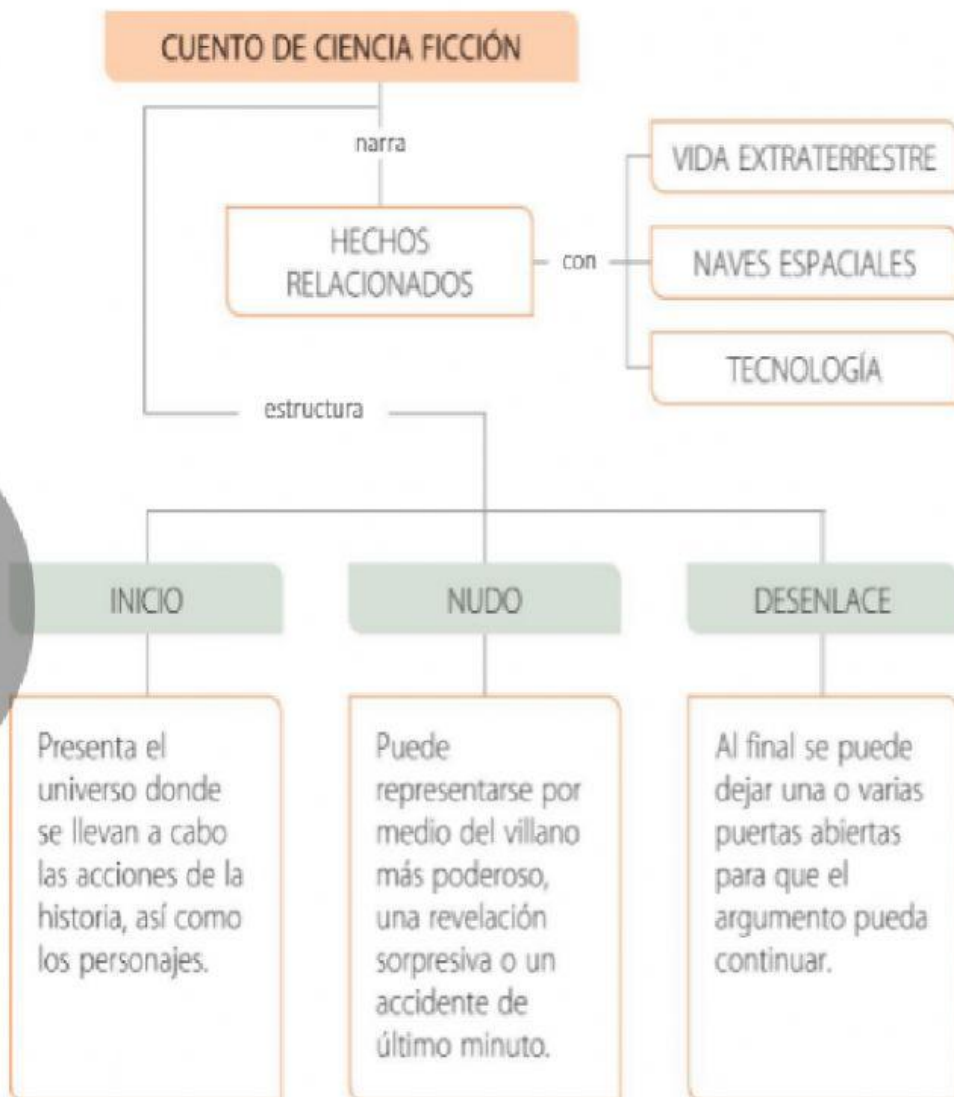 CUENTO DE CIENCIA FICCIÓN
narra
HECHOS
RELACIONADOS
con
VIDA EXTRATERRESTRE
NAVES ESPACIALES
TECNOLOGÍA
estructura
INICIO
Presenta el
universo donde
se llevan a cabo
las acciones de la
historia, así como
los personajes.
NUDO
Puede
representarse por
medio del villano
más poderoso,
una revelación
sorpresiva o un
accidente de
último minuto.
DESENLACE
Al final se puede
dejar una o varias
puertas abiertas
para que el
argumento pueda
continuar.